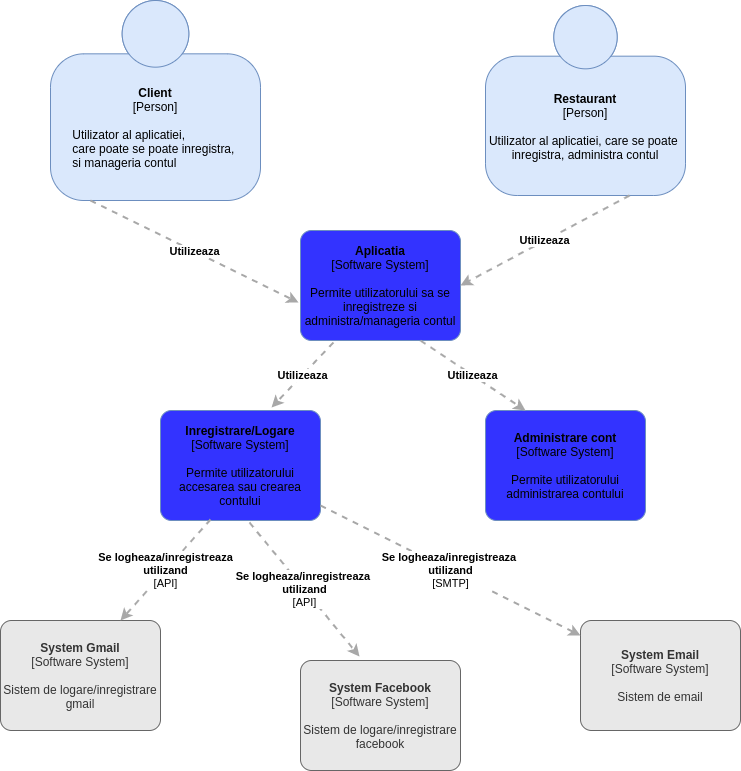 Client
[Person]
Utilizator al aplicatiei,
care poate se poate inregistra,
si manageria contul
Restaurant
[Person]
Utilizator al aplicatiei, care se poate
inregistra, administra contul
Utilizeaza
Utilizeaza
Aplicatia
[Software System]
Permite utilizatorului sa se
inregistreze si
administra/manageria contul
Utilizeaza
Utilizeaza
Inregistrare/Logare
[Software System]
Permite utilizatorului
accesarea sau crearea
contului
Administrare cont
[Software System]
Permite utilizatorului
administrarea contului
Se logheaza/inregistreaza
utilizand
[API]
Se logheaza/inregistreaza
utilizand
[API]
Se logheaza/inregistreaza
utilizand
[SMTP]
System Gmail
[Software System]
Sistem de logare/inregistrare
gmail
System Facebook
[Software System]
Sistem de logare/inregistrare
facebook
System Email
[Software System]
Sistem de email